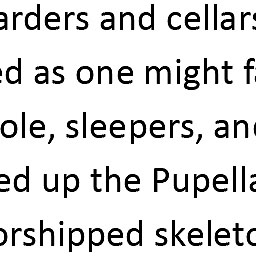 arders and cellars
ed as one might fa
ole, sleepers, and
ed up the Pupella
orshipped skeleto